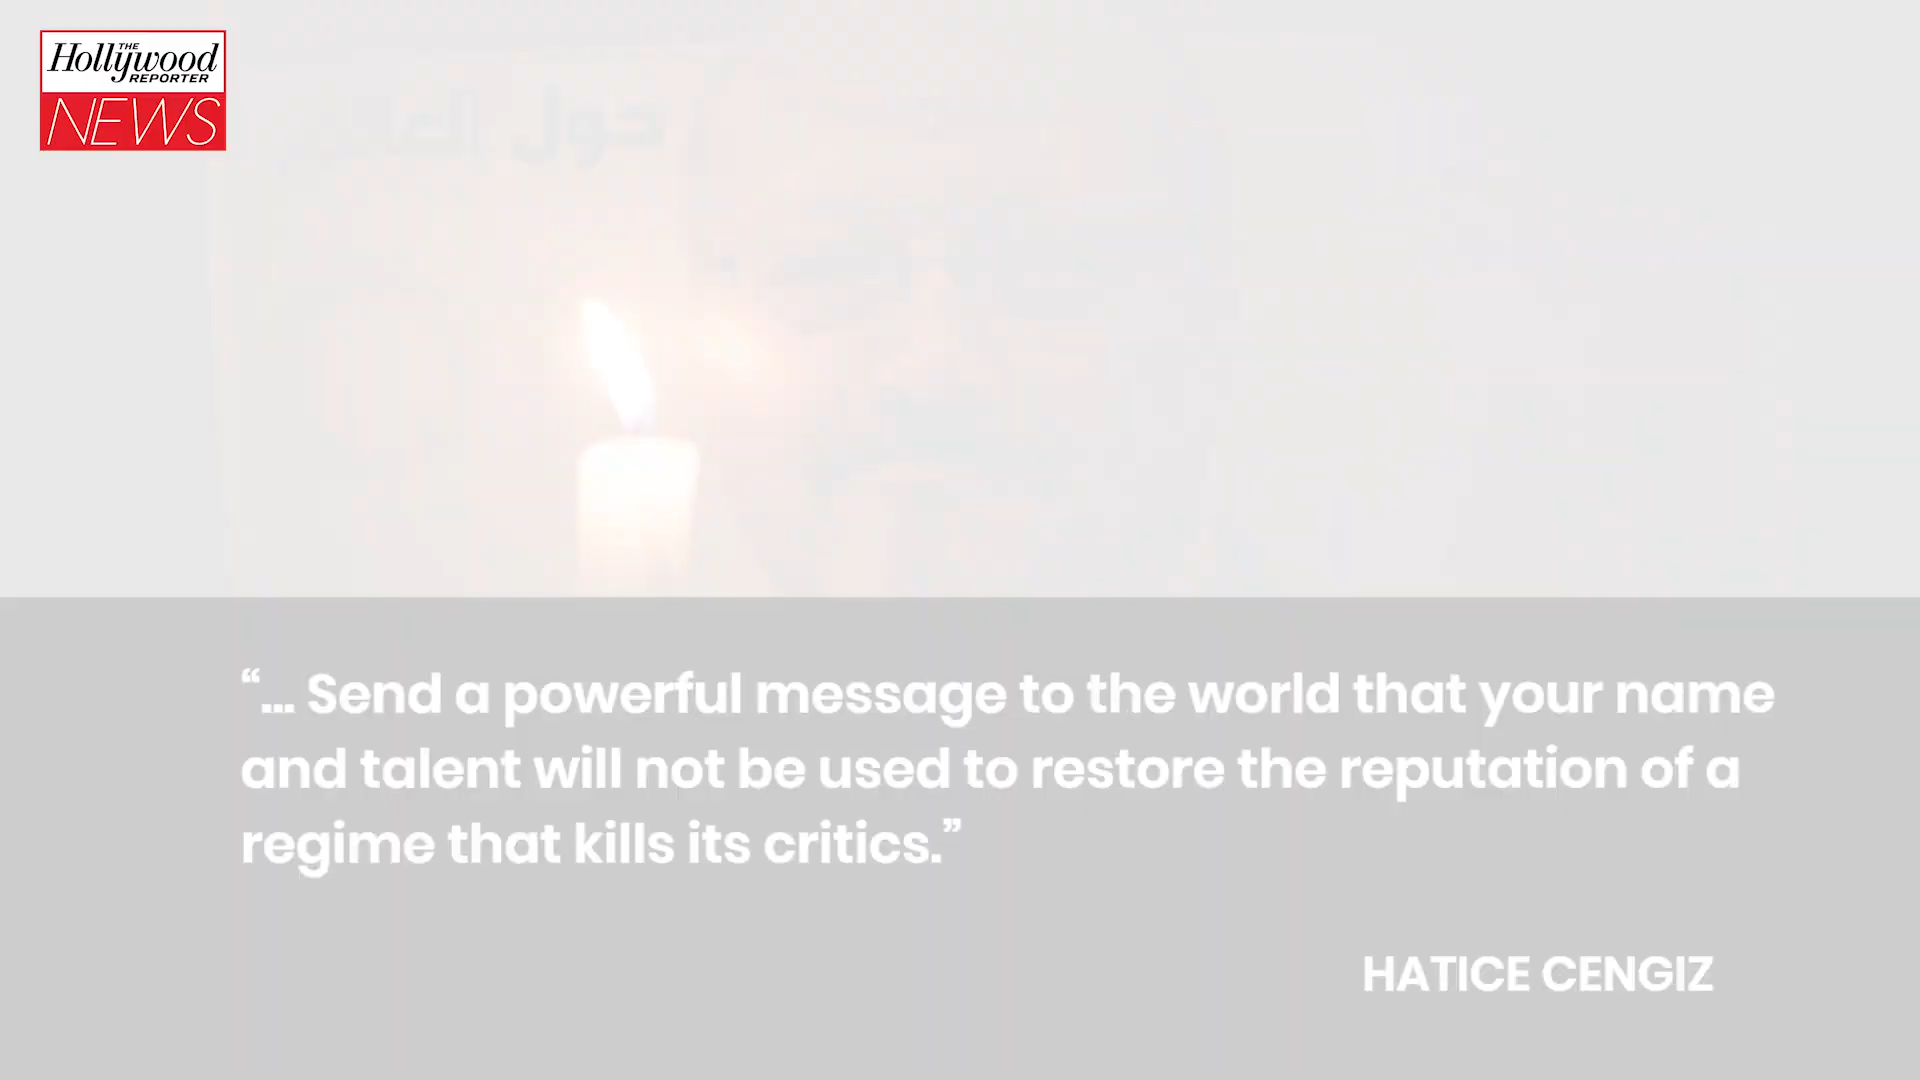 THE
Hollywood
REPORTER
NEWS
حول
“... Send a powerful message to the world that your name
and talent will not be used to restore the reputation of a
regime that kills its critics.”
HATICE CENGIZ